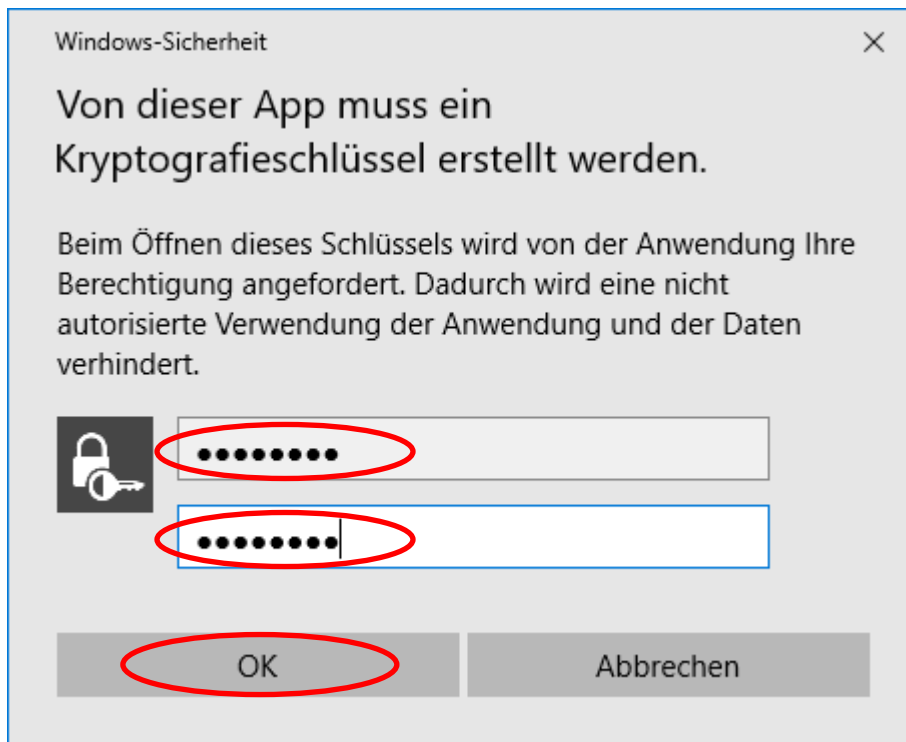 Windows-Sicherheit
Von dieser App muss ein
Kryptografieschlüssel erstellt werden.
Beim Öffnen dieses Schlüssels wird von der Anwendung Ihre
Berechtigung angefordert. Dadurch wird eine nicht
autorisierte Verwendung der Anwendung und der Daten
verhindert.
●●●●●●●●
●●●●●●●●
OK
Abbrechen